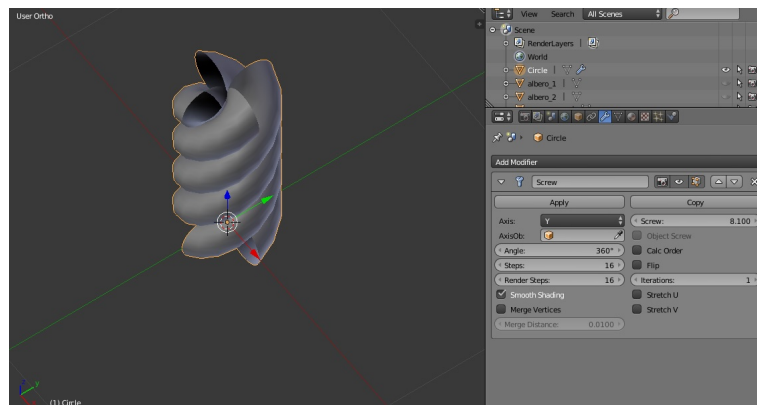 User Ortho
View Search All Scenes
Scene
RenderLayers
World
Circle
albero_1
albero_2
Circle
Add Modifier
Screw
Apply Copy
Axis: Y Screw: 8.100
AxisOb: Object Screw
Angle: 360° Calc Order
Steps: 16 Flip
Render Steps: 16 Iterations: 1
Smooth Shading Stretch U
Merge Vertices Stretch V
Merge Distance: 0.0100
z y
(1) Circle